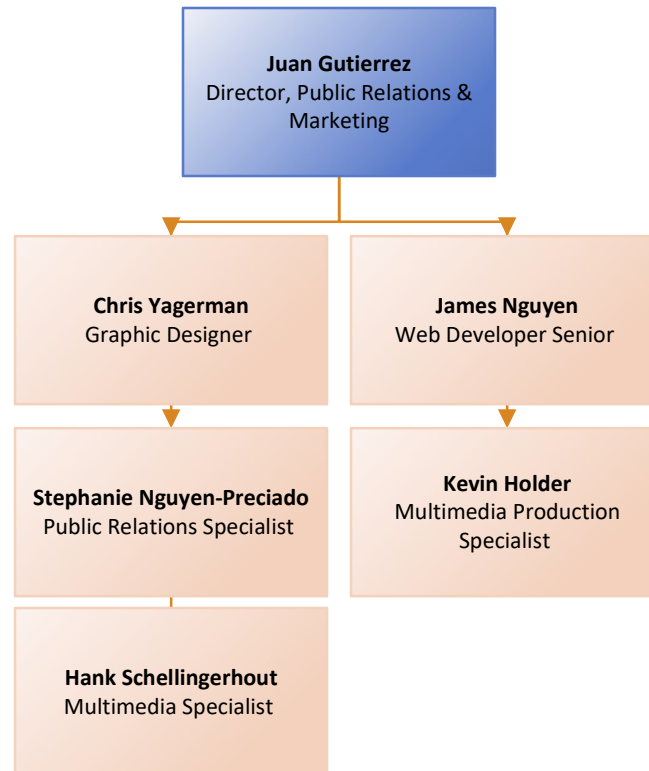 Juan Gutierrez
Director, Public Relations &
Marketing
Chris Yagerman
Graphic Designer
James Nguyen
Web Developer Senior
Stephanie Nguyen-Preciado
Public Relations Specialist
Kevin Holder
Multimedia Production
Specialist
Hank Schellingerhout
Multimedia Specialist